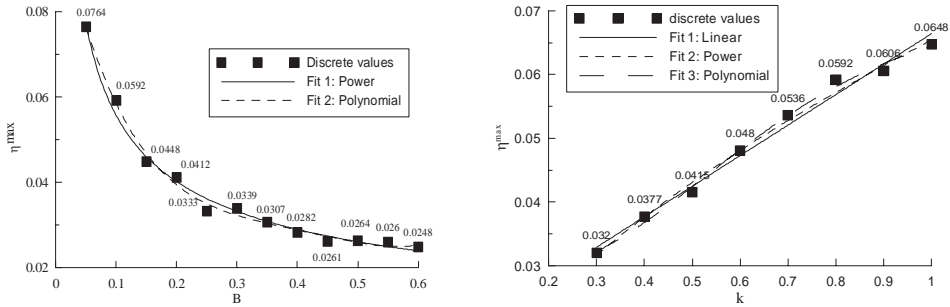 0.08
0.06
0.04
0.02
η max
0.0764
0.0592
0.0448
0.0412
0.0333
0.0339
0.0307
0.0282
0.0261
0.0264
0.026
0.0248
Discrete values
Fit 1: Power
Fit 2: Polynomial
0 0.1 0.2 0.3 0.4 0.5 0.6
B
0.07
0.06
0.05
0.04
0.03
η max
discrete values
Fit 1: Linear
Fit 2: Power
Fit 3: Polynomial
0.032
0.0377
0.0415
0.048
0.0536
0.0592
0.0606
0.0648
0.2 0.3 0.4 0.5 0.6 0.7 0.8 0.9 1
k